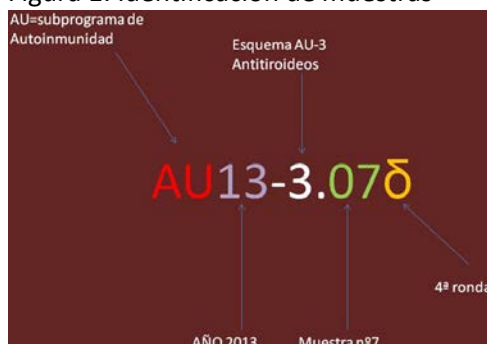 AU=subprograma de
Autoinmunidad
Esquema AU-3
Antitiroideos
AU13-3.07δ
4ª ronda
AÑO 2013
Muestra nº7